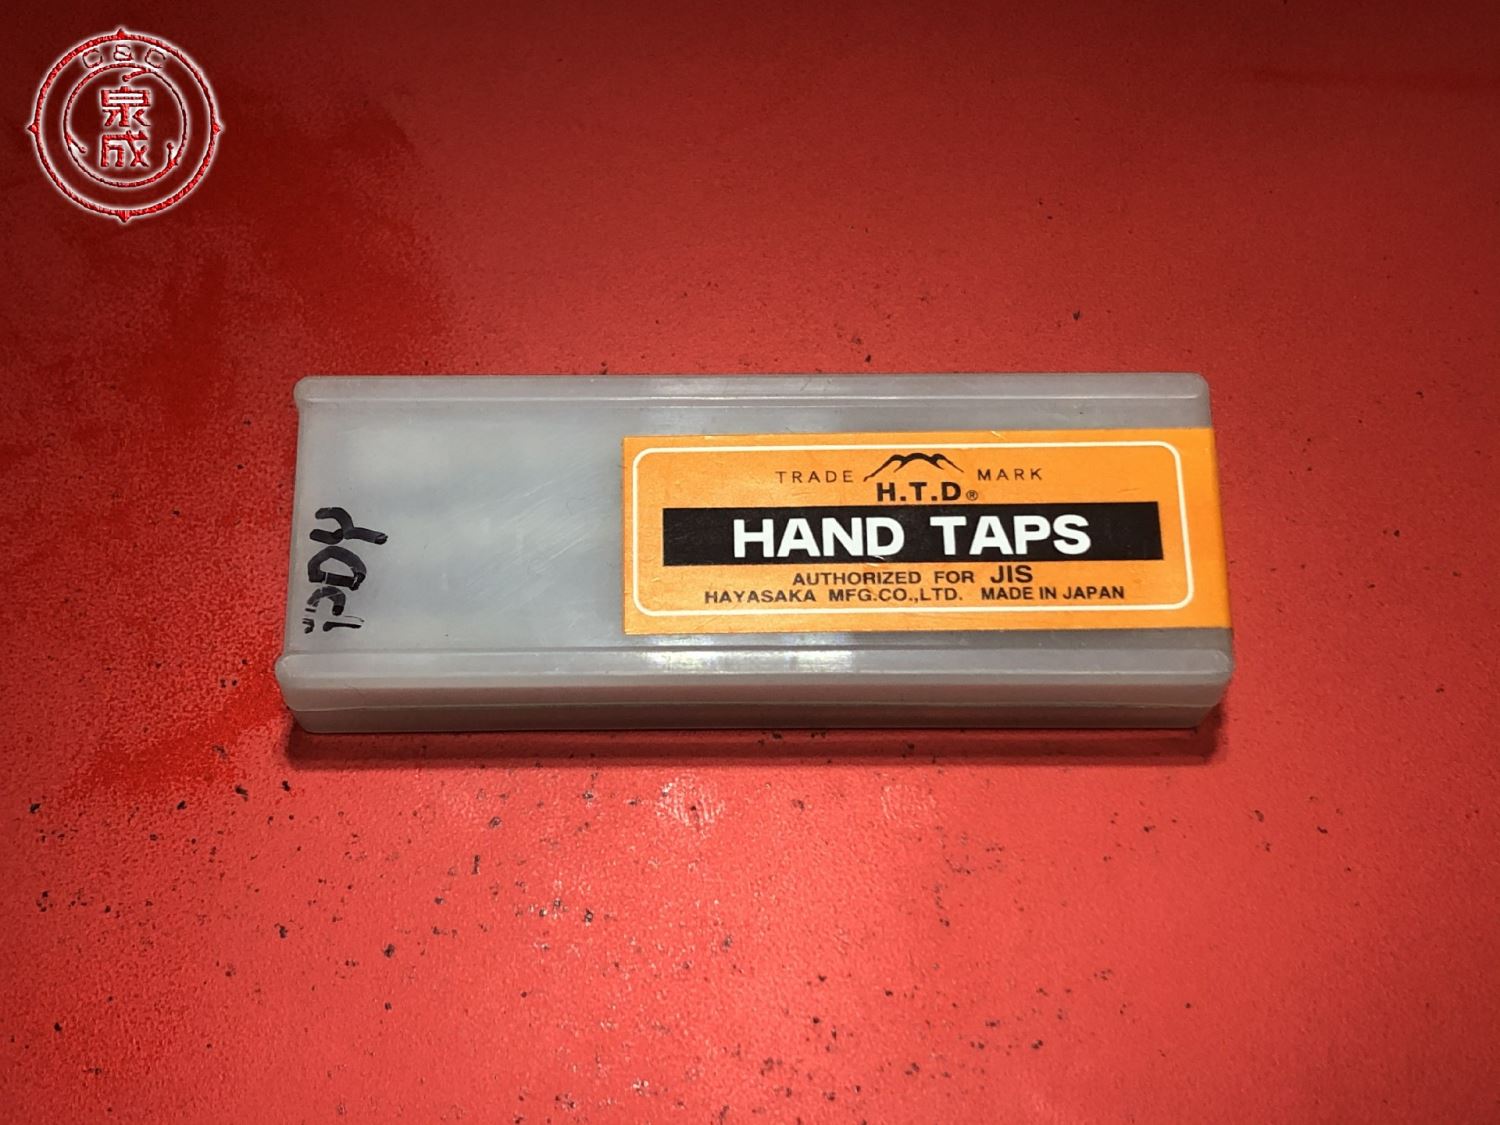 C & C
泉成
TRADE MARK
H.T.D®
HAND TAPS
AUTHORIZED FOR JIS
HAYASAKA MFG.CO.,LTD. MADE IN JAPAN